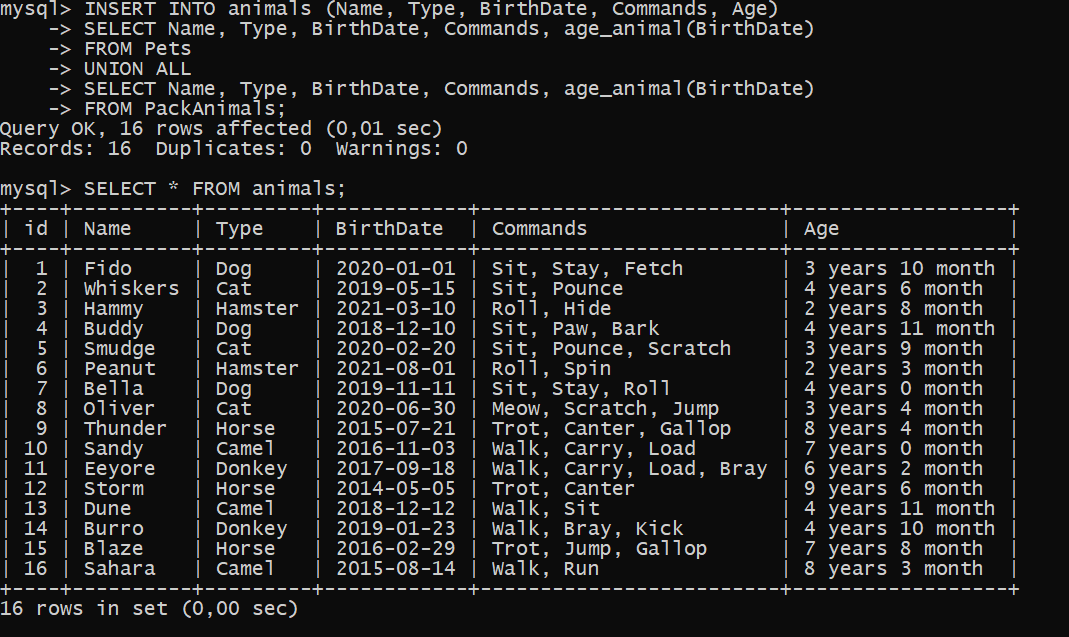 mysql> INSERT INTO animals (Name, Type, BirthDate, Commands, Age)
    -> SELECT Name, Type, BirthDate, Commands, age_animal(BirthDate)
    -> FROM Pets
    -> UNION ALL
    -> SELECT Name, Type, BirthDate, Commands, age_animal(BirthDate)
    -> FROM PackAnimals;
Query OK, 16 rows affected (0,01 sec)
Records: 16  Duplicates: 0  Warnings: 0

mysql> SELECT * FROM animals;
+----+----------+---------+------------+-------------------------+------------------+
| id | Name     | Type    | BirthDate  | Commands                | Age              |
+----+----------+---------+------------+-------------------------+------------------+
|  1 | Fido     | Dog     | 2020-01-01 | Sit, Stay, Fetch        | 3 years 10 month |
|  2 | Whiskers | Cat     | 2019-05-15 | Sit, Pounce             | 4 years 6 month  |
|  3 | Hammy    | Hamster | 2021-03-10 | Roll, Hide              | 2 years 8 month  |
|  4 | Buddy    | Dog     | 2018-12-10 | Sit, Paw, Bark          | 4 years 11 month |
|  5 | Smudge   | Cat     | 2020-02-20 | Sit, Pounce, Scratch    | 3 years 9 month  |
|  6 | Peanut   | Hamster | 2021-08-01 | Roll, Spin              | 2 years 3 month  |
|  7 | Bella    | Dog     | 2019-11-11 | Sit, Stay, Roll         | 4 years 0 month  |
|  8 | Oliver   | Cat     | 2020-06-30 | Meow, Scratch, Jump     | 3 years 4 month  |
|  9 | Thunder  | Horse   | 2015-07-21 | Trot, Canter, Gallop    | 8 years 4 month  |
| 10 | Sandy    | Camel   | 2016-11-03 | Walk, Carry, Load       | 7 years 0 month  |
| 11 | Eeyore   | Donkey  | 2017-09-18 | Walk, Carry, Load, Bray | 6 years 2 month  |
| 12 | Storm    | Horse   | 2014-05-05 | Trot, Canter            | 9 years 6 month  |
| 13 | Dune     | Camel   | 2018-12-12 | Walk, Sit               | 4 years 11 month |
| 14 | Burro    | Donkey  | 2019-01-23 | Walk, Bray, Kick        | 4 years 10 month |
| 15 | Blaze    | Horse   | 2016-02-29 | Trot, Jump, Gallop      | 7 years 8 month  |
| 16 | Sahara   | Camel   | 2015-08-14 | Walk, Run               | 8 years 3 month  |
+----+----------+---------+------------+-------------------------+------------------+
16 rows in set (0,00 sec)